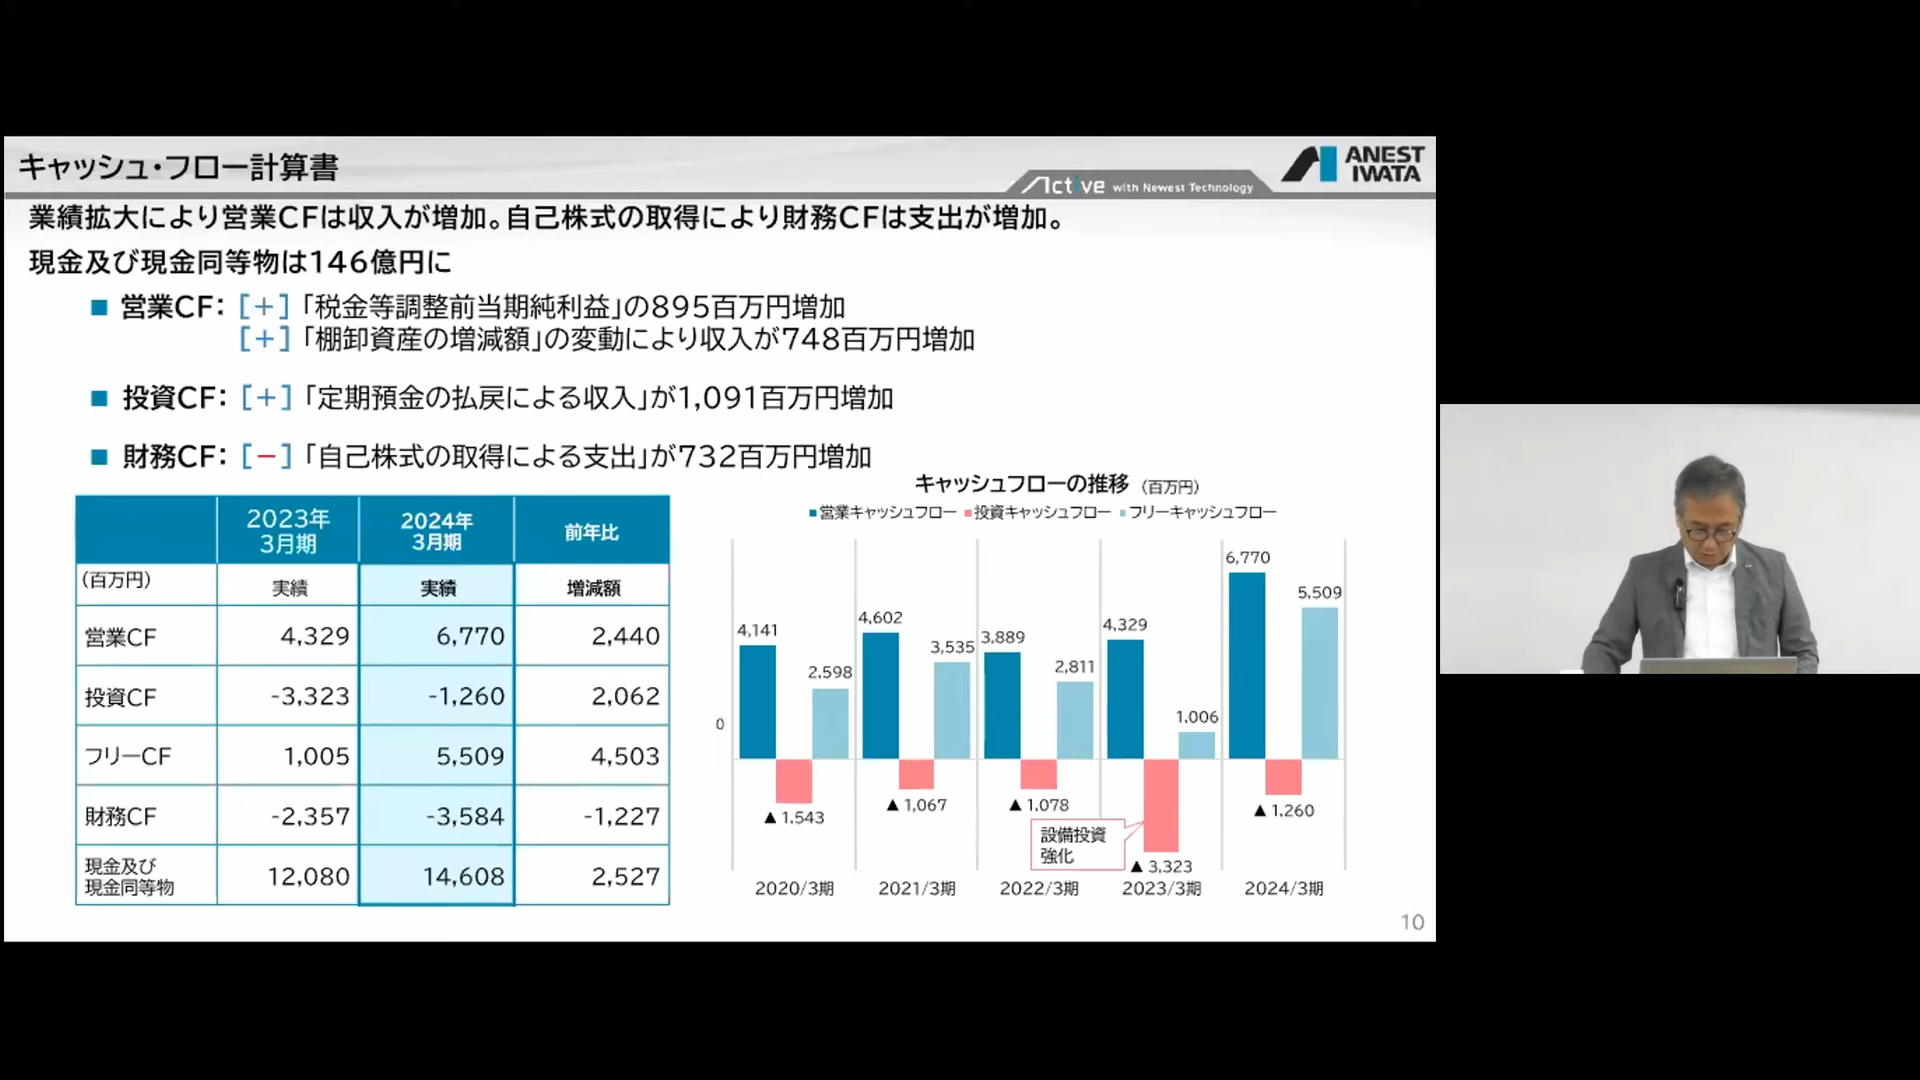 キャッシュ・フロー計算書
Active with Newest Technology
ANEST
IWATA
業績拡大により営業CFは収入が増加。自己株式の取得により財務CFは支出が増加。
現金及び現金同等物は146億円に
■ 営業CF: [+] 「税金等調整前当期純利益」の895百万円増加
[+] 「棚卸資産の増減額」の変動により収入が748百万円増加
■ 投資CF: [+] 「定期預金の払戻による収入」が1,091百万円増加
■ 財務CF: [−] 「自己株式の取得による支出」が732百万円増加
2023年
3月期
2024年
3月期
前年比
(百万円) 実績 実績 増減額
営業CF 4,329 6,770 2,440
投資CF -3,323 -1,260 2,062
フリーCF 1,005 5,509 4,503
財務CF -2,357 -3,584 -1,227
現金及び
現金同等物 12,080 14,608 2,527
キャッシュフローの推移 (百万円)
■営業キャッシュフロー ■投資キャッシュフロー ■フリーキャッシュフロー
0
4,141
▲ 1,543
2,598
4,602
▲ 1,067
3,535
3,889
▲ 1,078
2,811
4,329
▲ 3,323
1,006
設備投資
強化
6,770
▲ 1,260
5,509
2020/3期 2021/3期 2022/3期 2023/3期 2024/3期
10